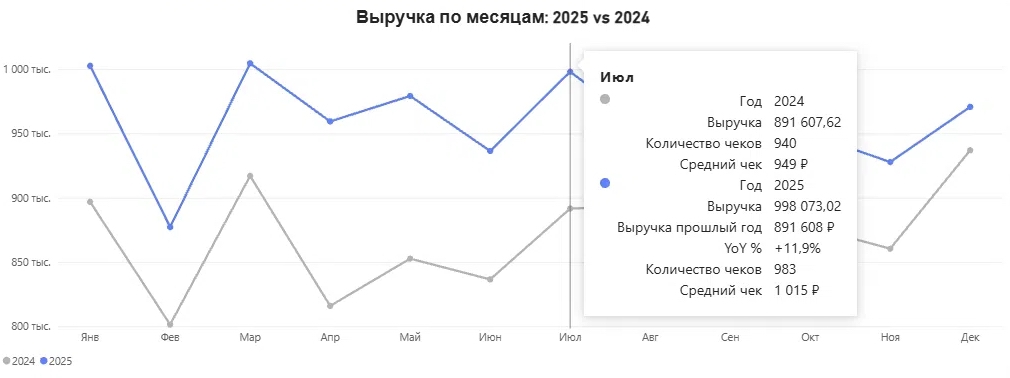 Выручка по месяцам: 2025 vs 2024
1 000 тыс.
950 тыс.
900 тыс.
850 тыс.
800 тыс.
Июл
Год 2024
Выручка 891 607,62
Количество чеков 940
Средний чек 949 ₽
Год 2025
Выручка 998 073,02
Выручка прошлый год 891 608 ₽
YoY % +11,9%
Количество чеков 983
Средний чек 1 015 ₽
Янв Фев Мар Апр Май Июн Июл Авг Сен Окт Ноя Дек
2024 2025